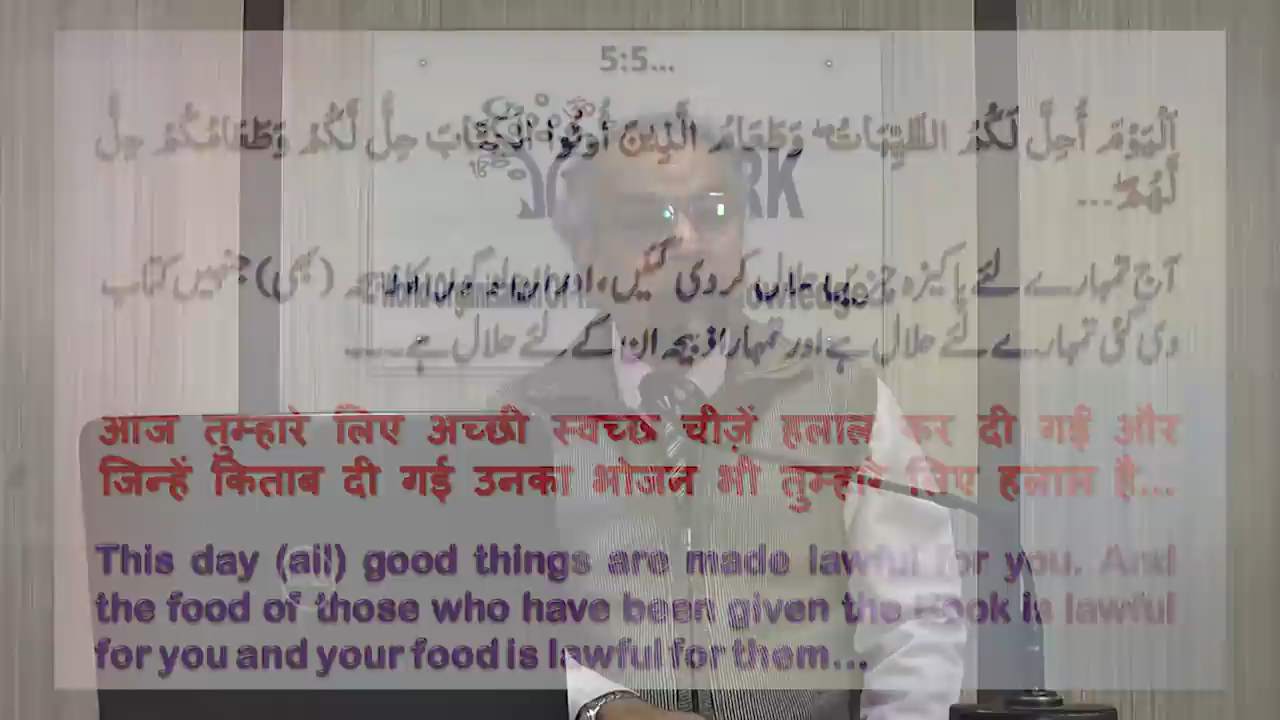 5:5...
اَلْيَوْمَ أُحِلَّ لَكُمُ الطَّيِّبَاتُ ۖ وَطَعَامُ الَّذِينَ أُوتُوا الْكِتَابَ حِلٌّ لَّكُمْ وَطَعَامُكُمْ حِلٌّ
لَّهُمْ ۖ...
RK
آج تمہارے لئے پاکیزہ چیزیں حلال کر دی گئیں، اور ان لوگوں کا ذبیحہ (بھی) جنہیں کتاب
دی گئی تمہارے لئے حلال ہے اور تمہارا ذبیحہ ان کے لئے حلال ہے....
आज तुम्हारे लिए अच्छी स्वच्छ चीज़ें हलाल कर दी गई और
जिन्हें किताब दी गई उनका भोजन भी तुम्हारे लिए हलाल है...
This day (all) good things are made lawful for you. And
the food of those who have been given the Book is lawful
for you and your food is lawful for them...